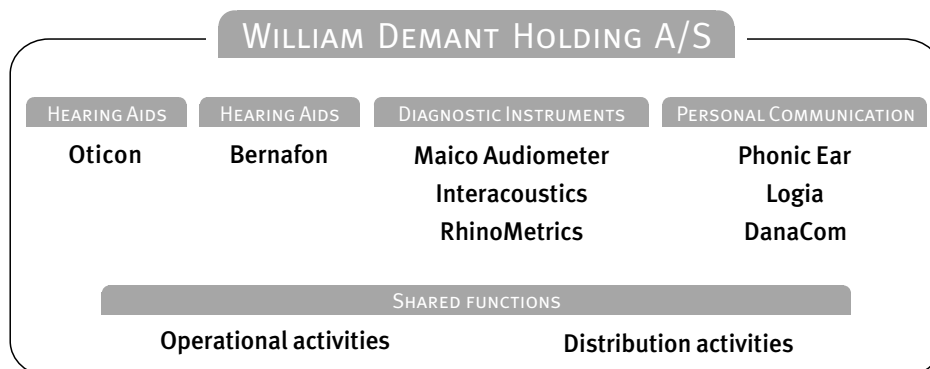 William Demant Holding A/S
Hearing Aids Hearing Aids Diagnostic Instruments Personal Communication
Oticon Bernafon Maico Audiometer Phonic Ear
Interacoustics Logia
RhinoMetrics DanaCom
Shared functions
Operational activities Distribution activities